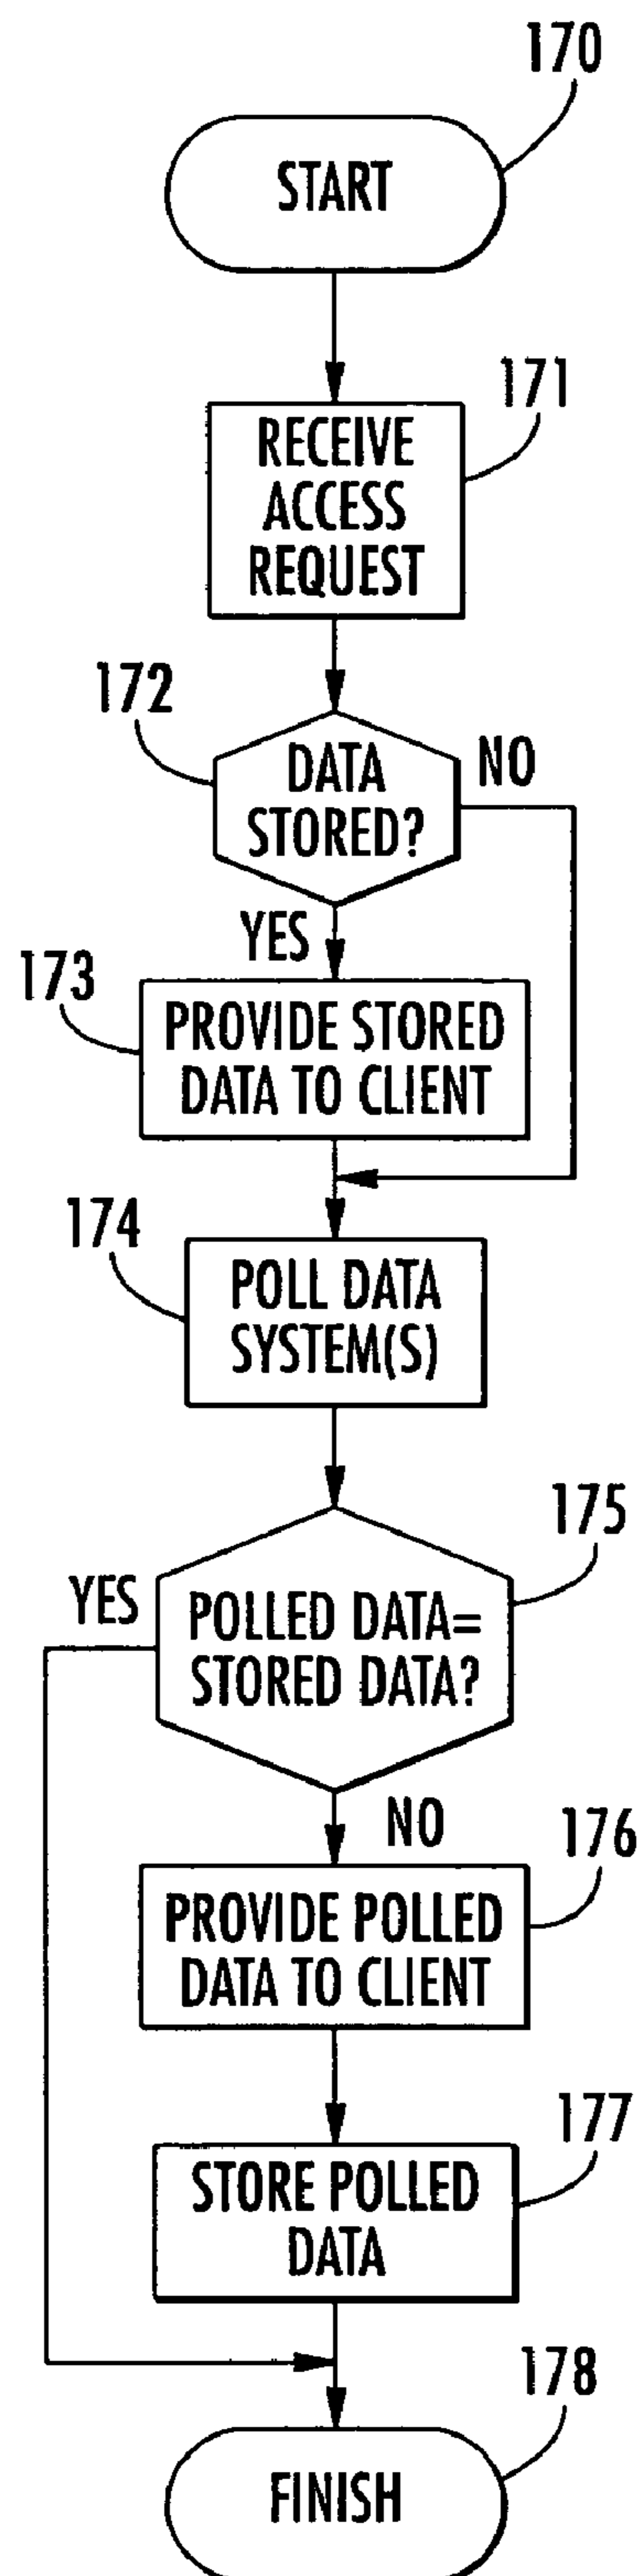 170
START
171
RECEIVE
ACCESS
REQUEST
172
DATA
STORED?
NO
YES
173
PROVIDE STORED
DATA TO CLIENT
174
POLL DATA
SYSTEM(S)
175
YES
POLLED DATA=
STORED DATA?
NO
176
PROVIDE POLLED
DATA TO CLIENT
177
STORE POLLED
DATA
178
FINISH